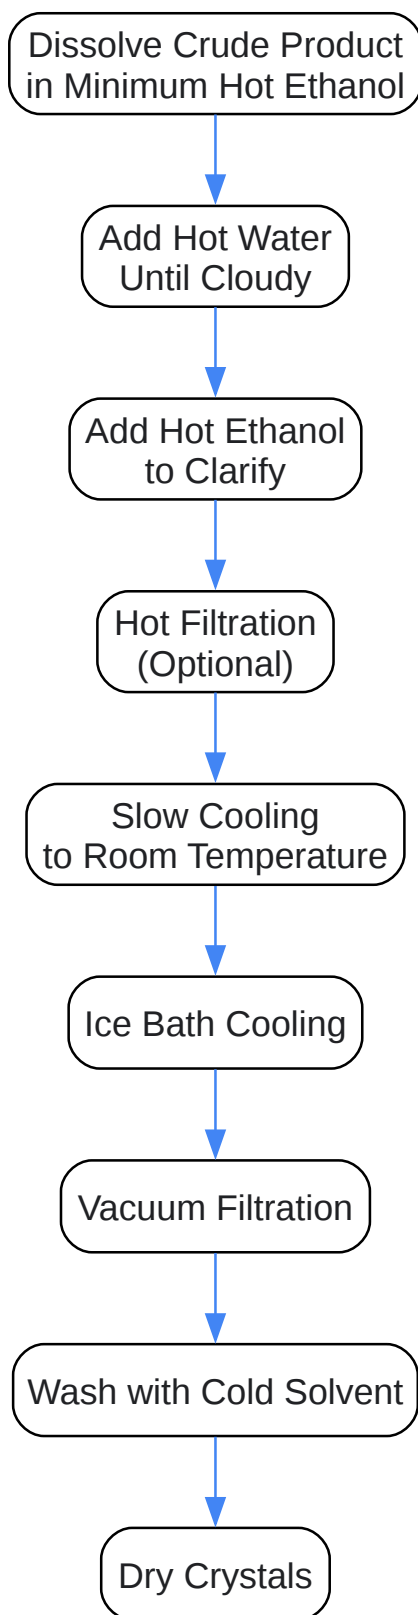 Dissolve Crude Product
in Minimum Hot Ethanol
Add Hot Water
Until Cloudy
Add Hot Ethanol
to Clarify
Hot Filtration
(Optional)
Slow Cooling
to Room Temperature
Ice Bath Cooling
Vacuum Filtration
Wash with Cold Solvent
Dry Crystals